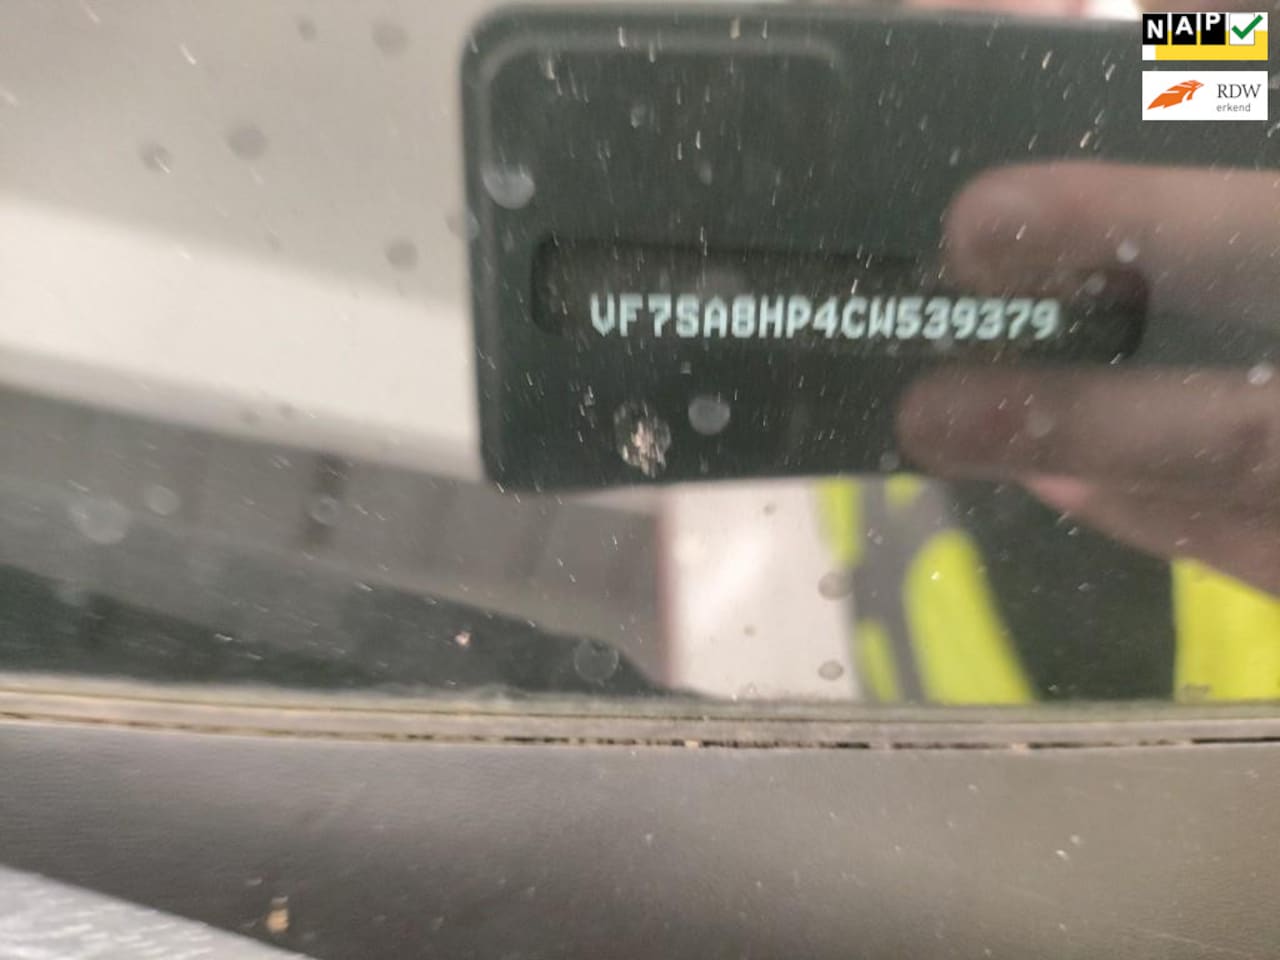 NAP
RDW
erkend
VF7SA8HP4CW539379